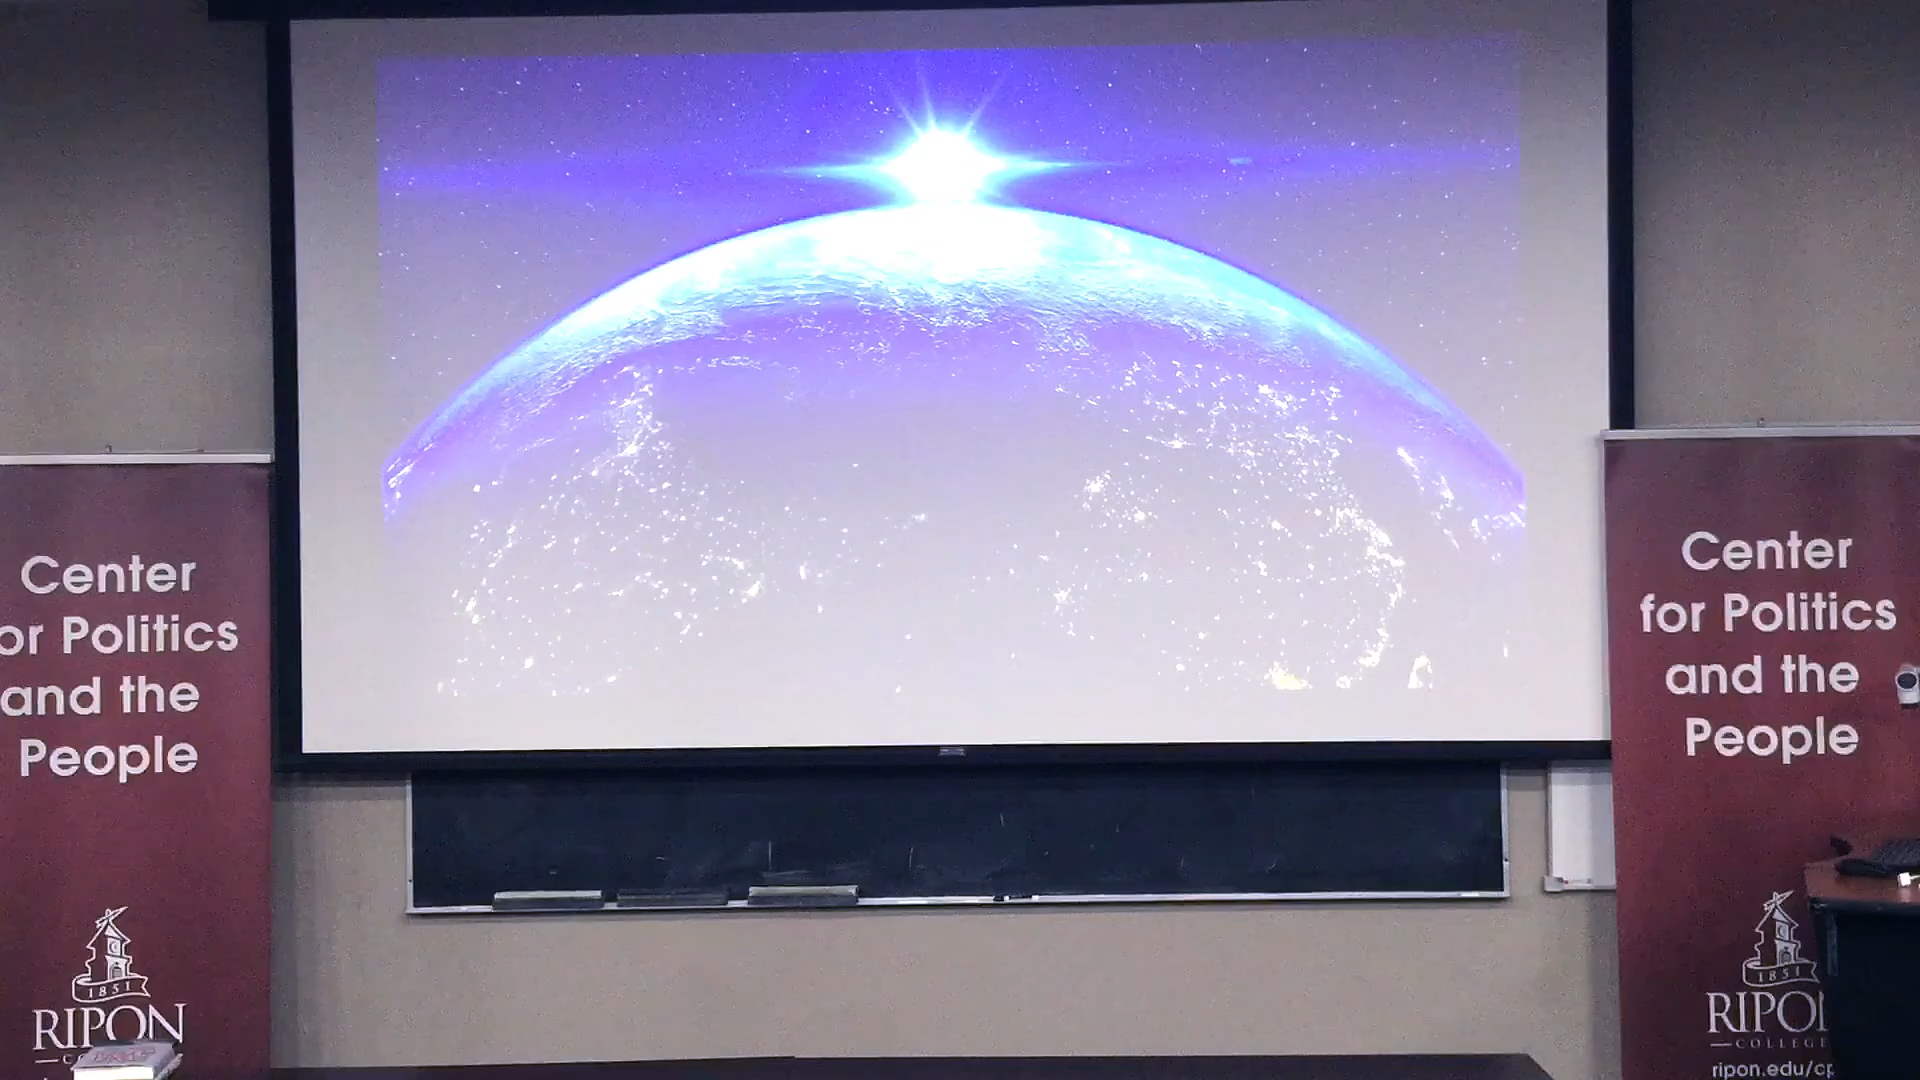 Center
or Politics
and the
People
1851
RIPON
Center
for Politics
and the
People
1851
RIPON
COLLEGE
ripon.edu/cp